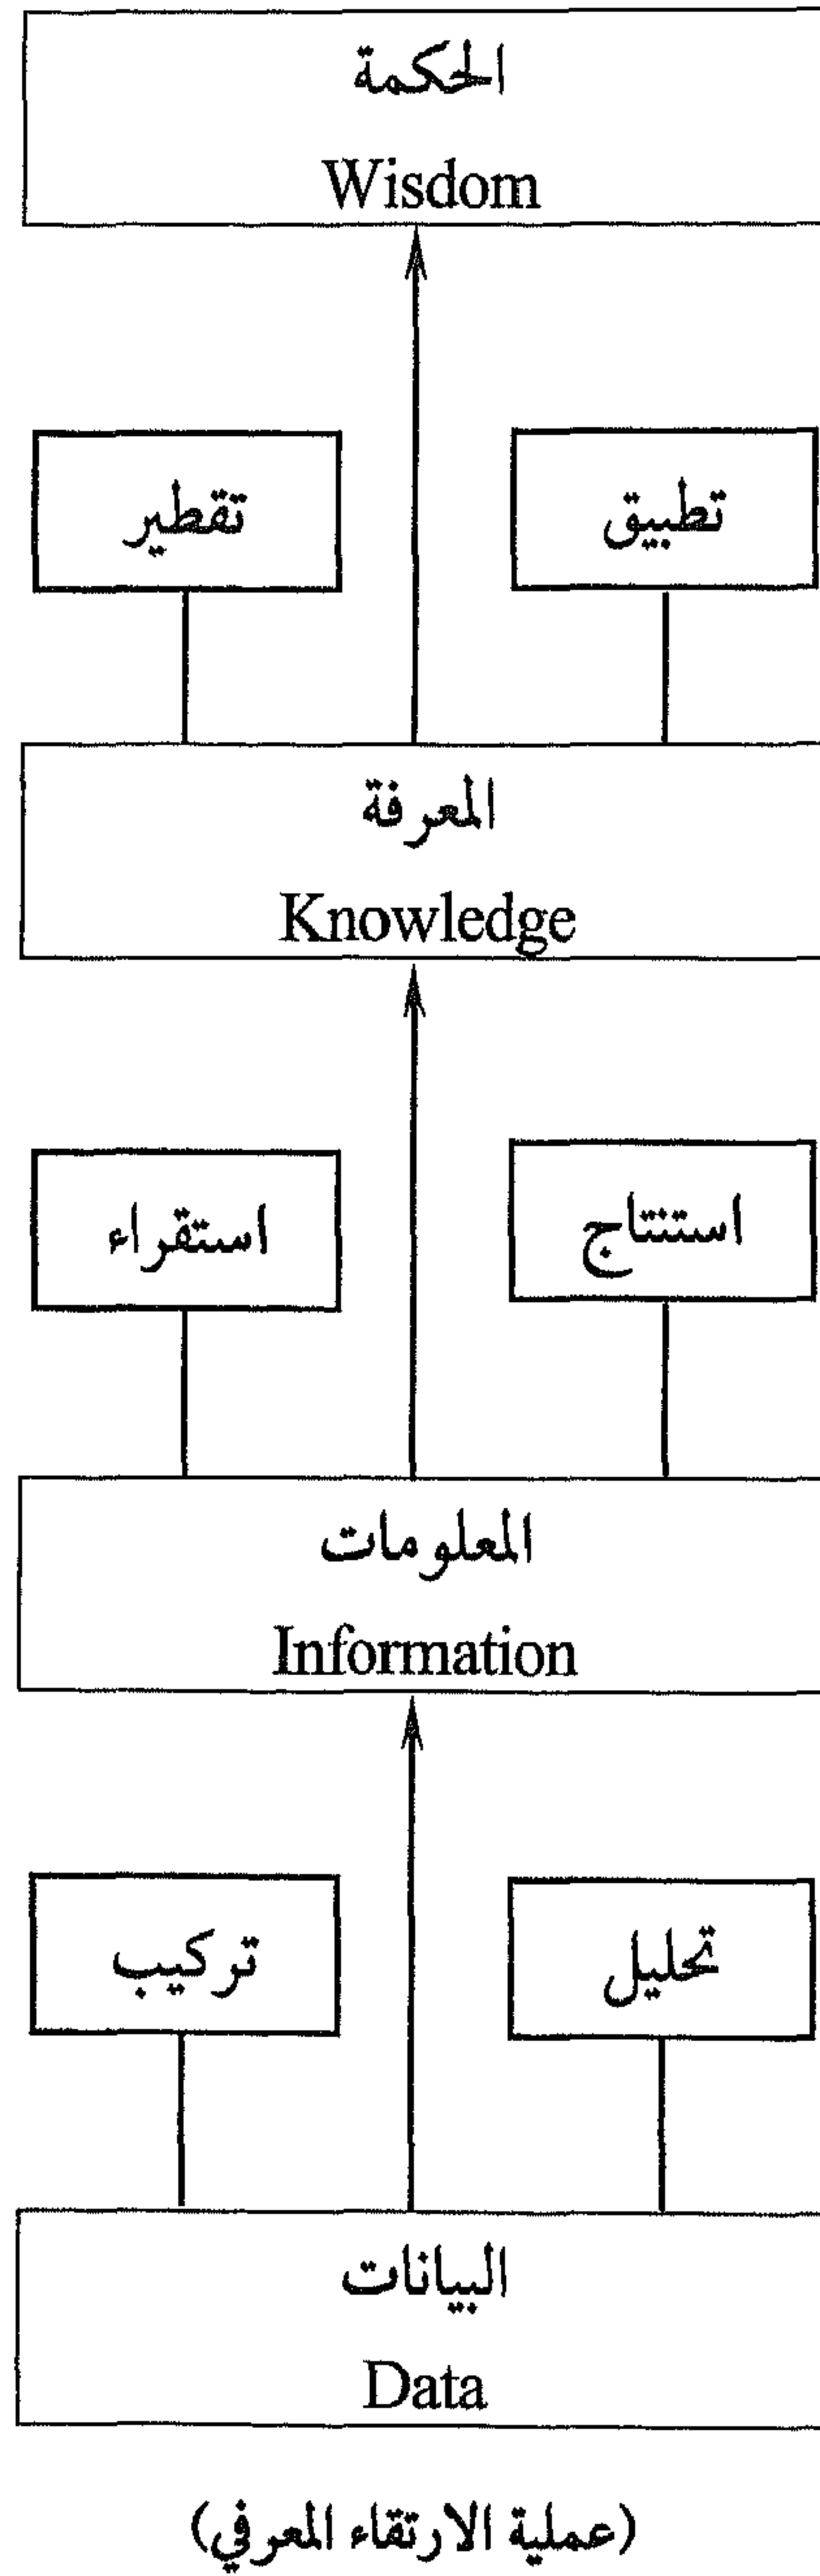 الحكمة
Wisdom
تطبيق
تقطير
المعرفة
Knowledge
استنتاج
استقراء
المعلومات
Information
تحليل
تركيب
البيانات
Data
(عملية الارتقاء المعرفي)